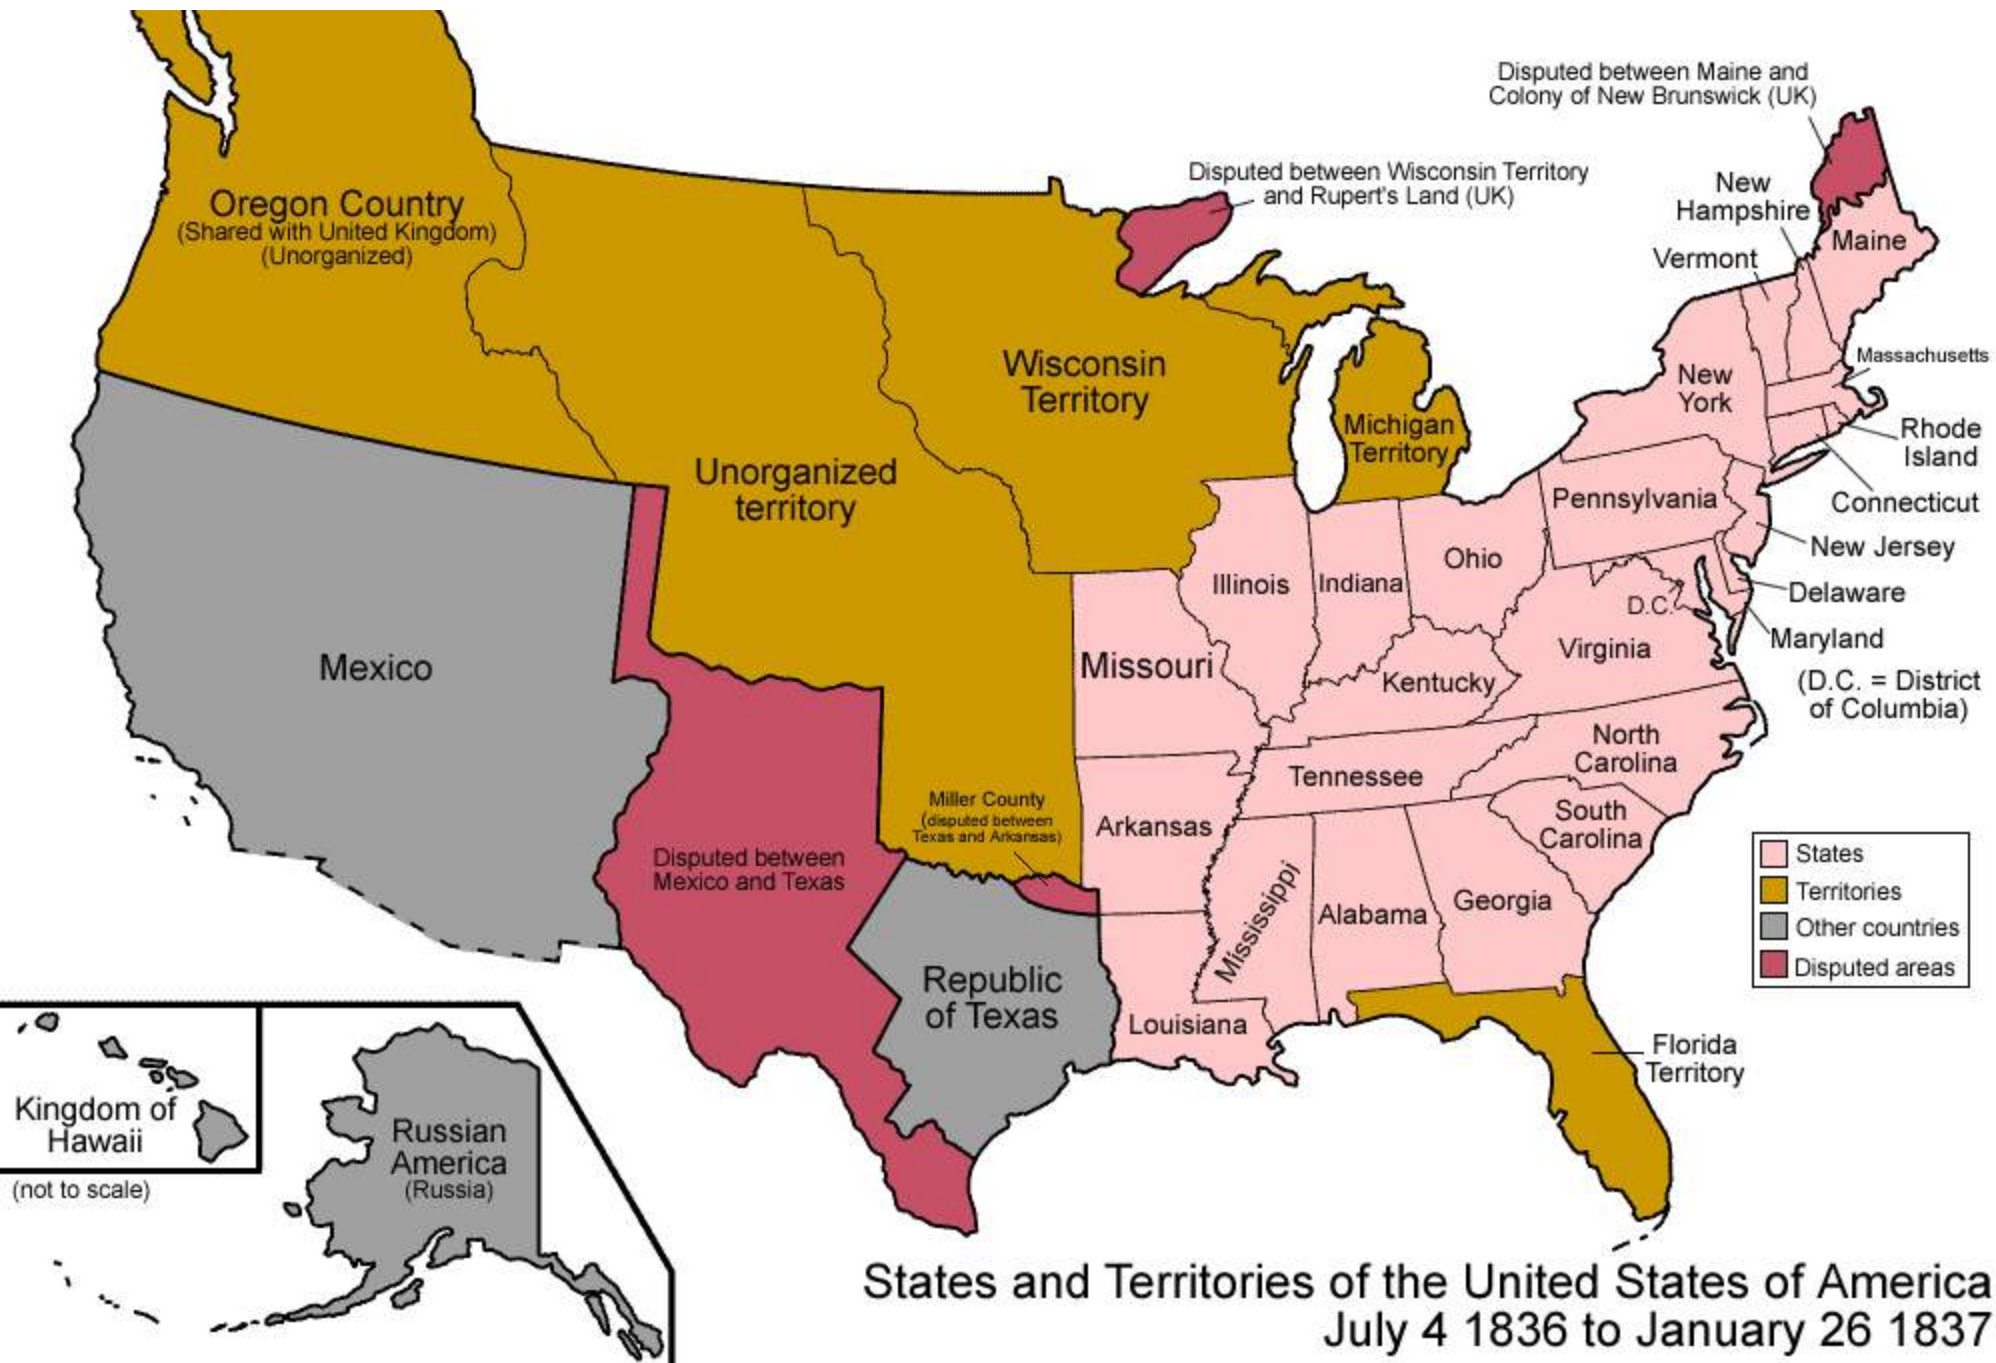 Disputed between Maine and
Colony of New Brunswick (UK)
Disputed between Wisconsin Territory
and Rupert's Land (UK)
New
Hampshire
Vermont
Maine
Oregon Country
(Shared with United Kingdom)
(Unorganized)
Wisconsin
Territory
Michigan
Territory
New
York
Massachusetts
Rhode
Island
Connecticut
Unorganized
territory
Pennsylvania
New Jersey
Ohio
Illinois
Indiana
D.C.
Delaware
Maryland
(D.C. = District
of Columbia)
Virginia
Mexico
Missouri
Kentucky
North
Carolina
Tennessee
South
Carolina
Miller County
(disputed between
Texas and Arkansas)
Arkansas
Disputed between
Mexico and Texas
Mississippi
Alabama
Georgia
States
Territories
Other countries
Disputed areas
Republic
of Texas
Louisiana
Florida
Territory
Kingdom of
Hawaii
(not to scale)
Russian
America
(Russia)
States and Territories of the United States of America
July 4 1836 to January 26 1837